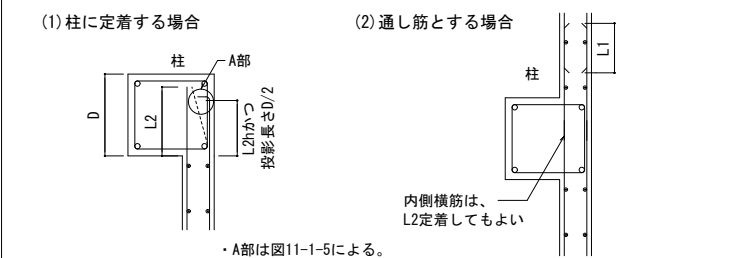 (1)柱に定着する場合
(2)通し筋とする場合
柱
A部
D
L2
L2hかつ
投影長さD/2
柱
L1
内側横筋は、
L2定着してもよい
・A部は図11-1-5による。